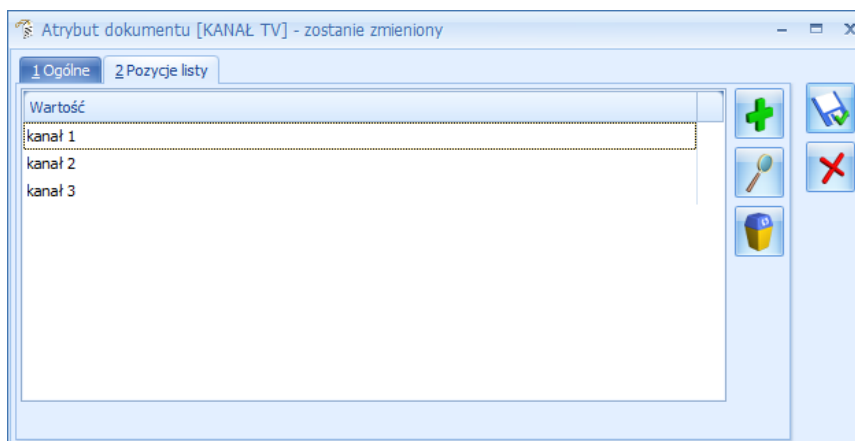 Atrybut dokumentu [KANAŁ TV] - zostanie zmieniony
1 Ogólne 2 Pozycje listy
Wartość
kanał 1
kanał 2
kanał 3